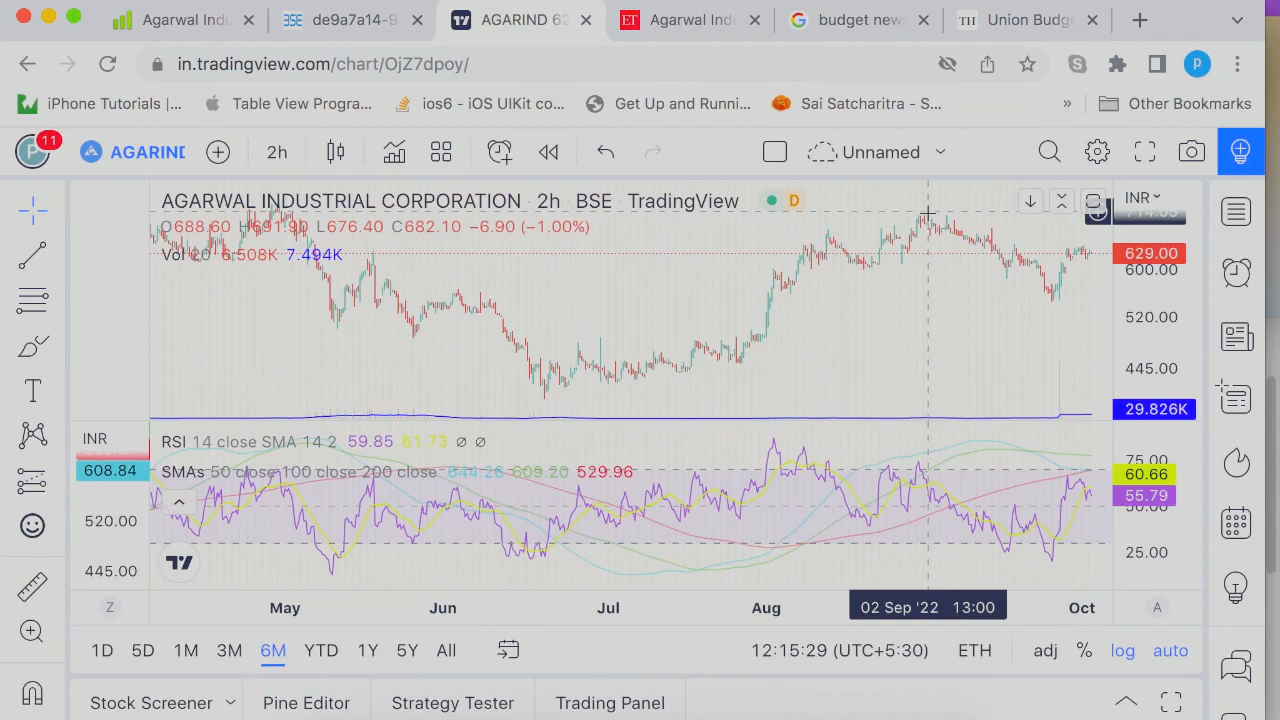 Agarwal Indu
de9a7a14-9
AGARIND 62
Agarwal Ind
budget new
Union Budge
in.tradingview.com/chart/OjZ7dpoy/
iPhone Tutorials |...
Table View Progra...
ios6 - iOS UIKit co...
Get Up and Runni...
Sai Satcharitra - S...
»
Other Bookmarks
11
AGARIND
2h
Unnamed
AGARWAL INDUSTRIAL CORPORATION · 2h · BSE · TradingView
D
INR
O688.60 H691.90 L676.40 C682.10 −6.90 (−1.00%)
Vol 20 6.508K 7.494K
629.00
600.00
520.00
445.00
29.826K
RSI 14 close SMA 14 2 59.85 61.73 ∅ ∅
SMAs 50 close 100 close 200 close 644.26 609.20 529.96
INR
608.84
520.00
445.00
75.00
60.66
55.79
50.00
25.00
Z
May
Jun
Jul
Aug
02 Sep '22 13:00
Oct
A
1D 5D 1M 3M 6M YTD 1Y 5Y All
12:15:29 (UTC+5:30)
ETH
adj % log auto
Stock Screener
Pine Editor
Strategy Tester
Trading Panel